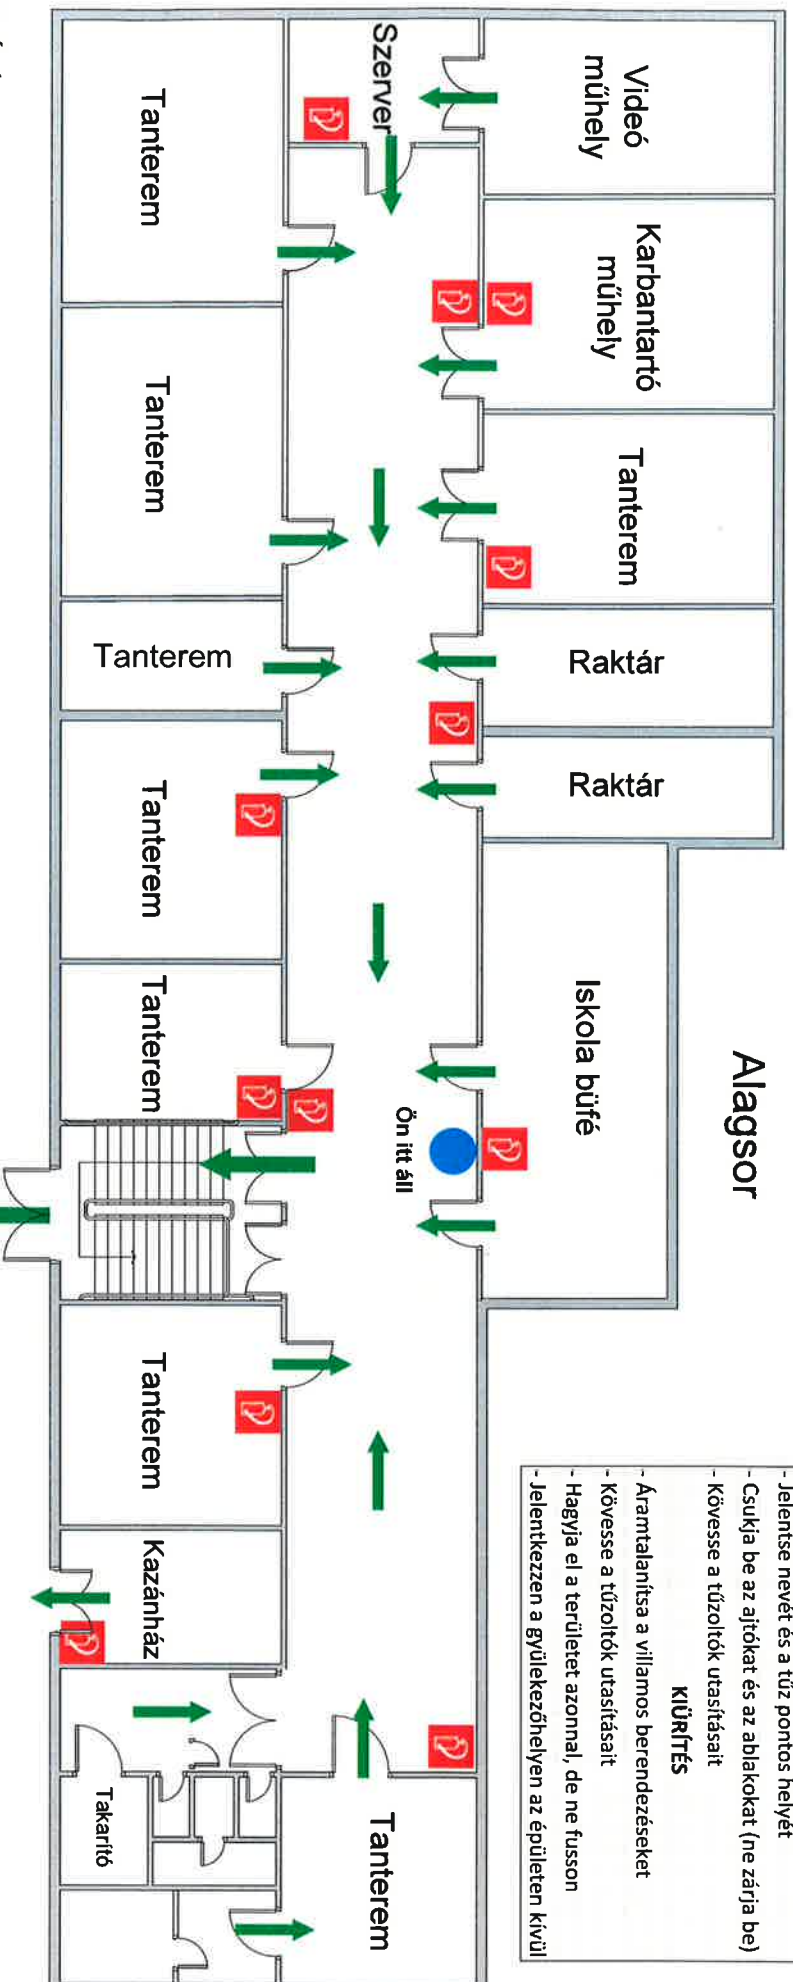 Alagsor
- Jelentse nevét és a tűz pontos helyét
- Csukja be az ajtókat és az ablakokat (ne zárja be)
- Kövesse a tűzoltók utasításait
KIÜRÍTÉS
- Áramtalanítsa a villamos berendezéseket
- Kövesse a tűzoltók utasításait
- Hagyja el a területet azonnal, de ne fusson
- Jelentkezzen a gyülekezőhelyen az épületen kívül
Videó
műhely
Karbantartó
műhely
Tanterem
Raktár
Raktár
Iskola büfé
Szerver
Ön itt áll
Tanterem
Tanterem
Tanterem
Tanterem
Tanterem
Tanterem
Tanterem
Kazánház
Takarító